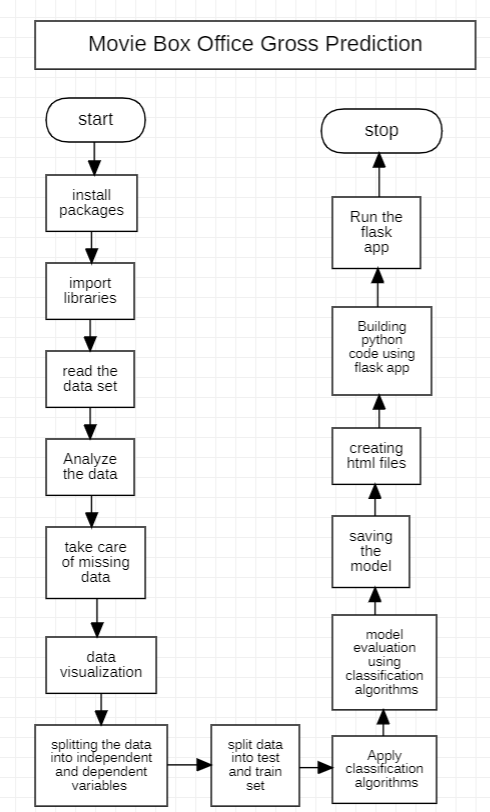 Movie Box Office Gross Prediction
start
install
packages
import
libraries
read the
data set
Analyze
the data
take care
of missing
data
data
visualization
splitting the data
into independent
and dependent
variables
split data
into test
and train
set
Apply
classification
algorithms
model
evaluation
using
classification
algorithms
saving
the
model
creating
html files
Building
python
code using
flask app
Run the
flask
app
stop